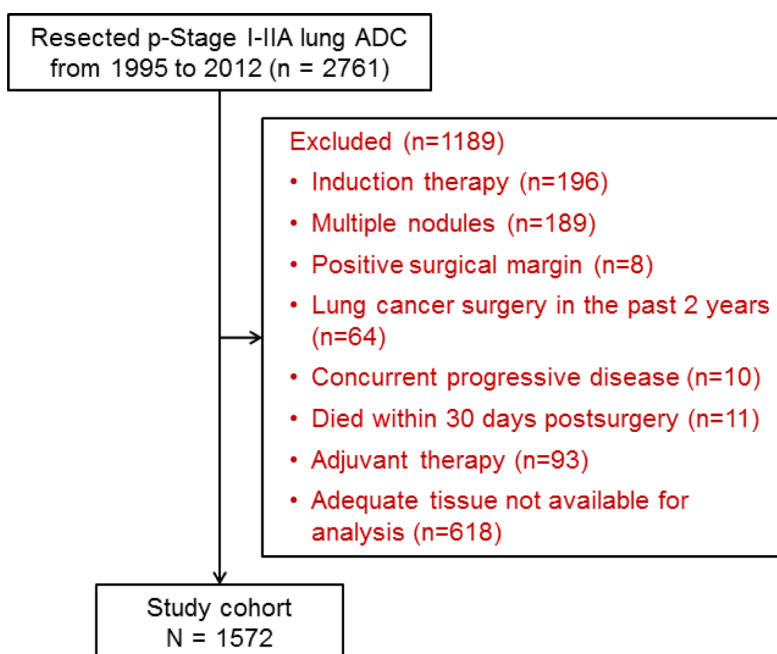 Resected p-Stage I-IIA lung ADC
from 1995 to 2012 (n = 2761)
Excluded (n=1189)
• Induction therapy (n=196)
• Multiple nodules (n=189)
• Positive surgical margin (n=8)
• Lung cancer surgery in the past 2 years
(n=64)
• Concurrent progressive disease (n=10)
• Died within 30 days postsurgery (n=11)
• Adjuvant therapy (n=93)
• Adequate tissue not available for
analysis (n=618)
Study cohort
N = 1572